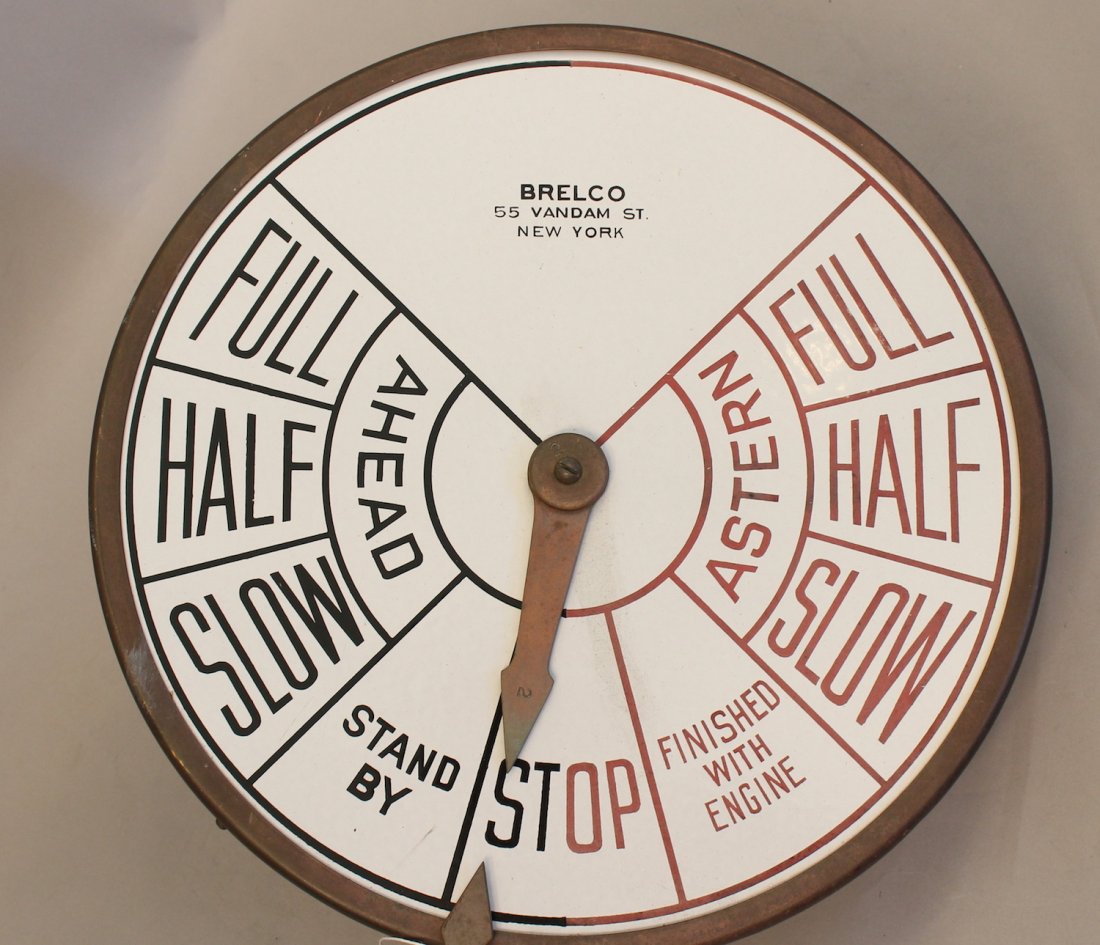 BRELCO
55 VANDAM ST.
NEW YORK
FULL
HALF
SLOW
AHEAD
STAND
BY
STOP
FINISHED
WITH
ENGINE
ASTERN
SLOW
HALF
FULL
2